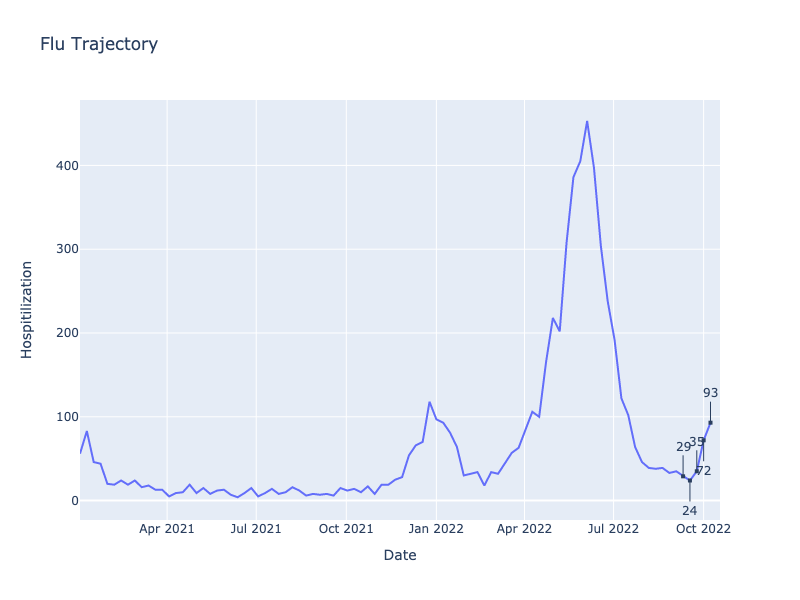 Flu Trajectory
Hospitilization
400
300
200
100
0
93
29
35
72
24
Apr 2021
Jul 2021
Oct 2021
Jan 2022
Apr 2022
Jul 2022
Oct 2022
Date